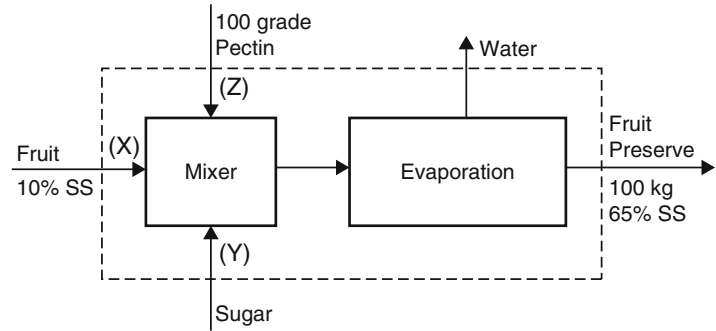 100 grade
Pectin
Water
(Z)
Fruit
(X)
10% SS
Mixer
Evaporation
Fruit
Preserve
100 kg
65% SS
(Y)
Sugar